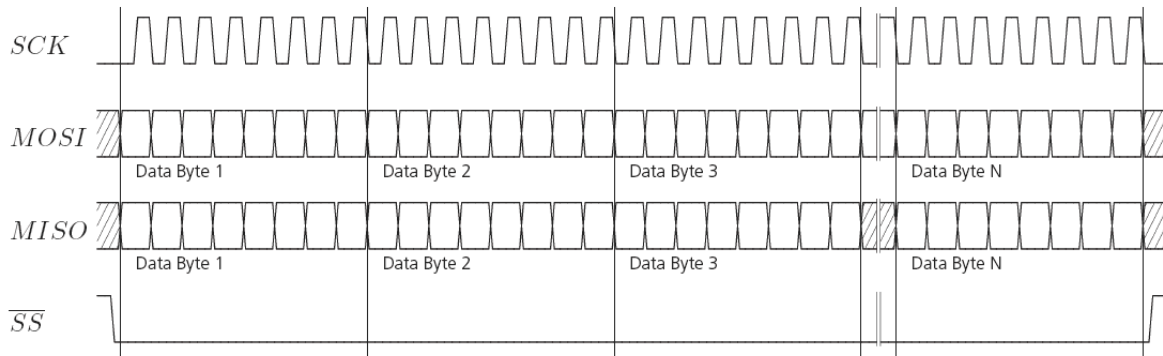 SCK
MOSI
Data Byte 1 Data Byte 2 Data Byte 3 Data Byte N
MISO
Data Byte 1 Data Byte 2 Data Byte 3 Data Byte N
SS